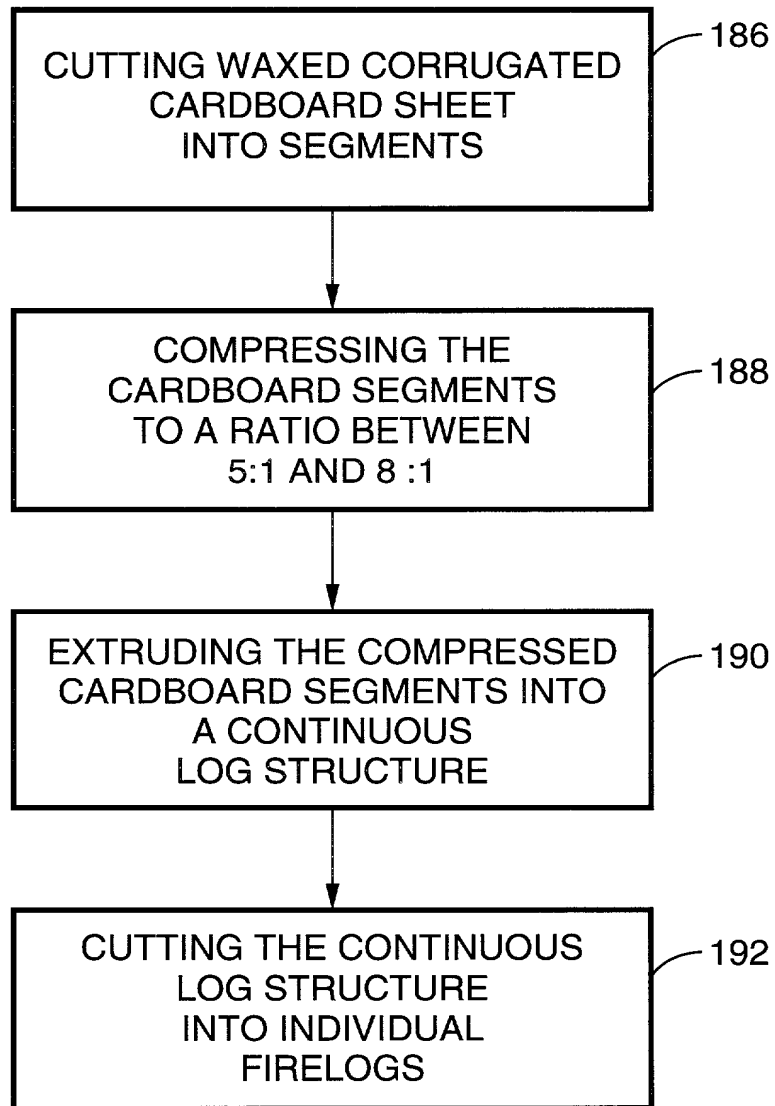 186
CUTTING WAXED CORRUGATED
CARDBOARD SHEET
INTO SEGMENTS
188
COMPRESSING THE
CARDBOARD SEGMENTS
TO A RATIO BETWEEN
5:1 AND 8 :1
190
EXTRUDING THE COMPRESSED
CARDBOARD SEGMENTS INTO
A CONTINUOUS
LOG STRUCTURE
192
CUTTING THE CONTINUOUS
LOG STRUCTURE
INTO INDIVIDUAL
FIRELOGS